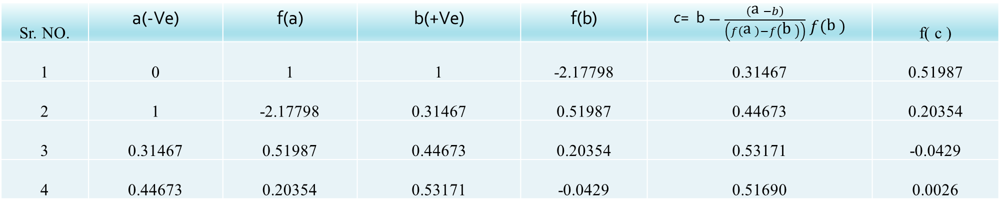 Sr. NO. a(-Ve) f(a) b(+Ve) f(b) c= b − (a −b)/(f(a)−f(b)) f(b) f( c )
1 0 1 1 -2.17798 0.31467 0.51987
2 1 -2.17798 0.31467 0.51987 0.44673 0.20354
3 0.31467 0.51987 0.44673 0.20354 0.53171 -0.0429
4 0.44673 0.20354 0.53171 -0.0429 0.51690 0.0026